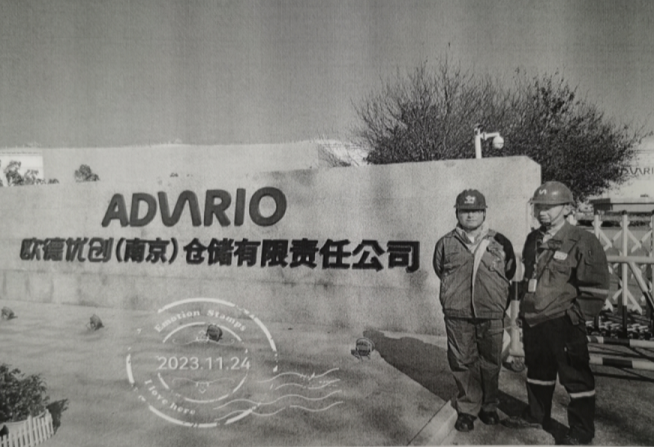 ADVARIO
欧德优创(南京)仓储有限责任公司
Emotion Stamps
2023.11.24
I love here